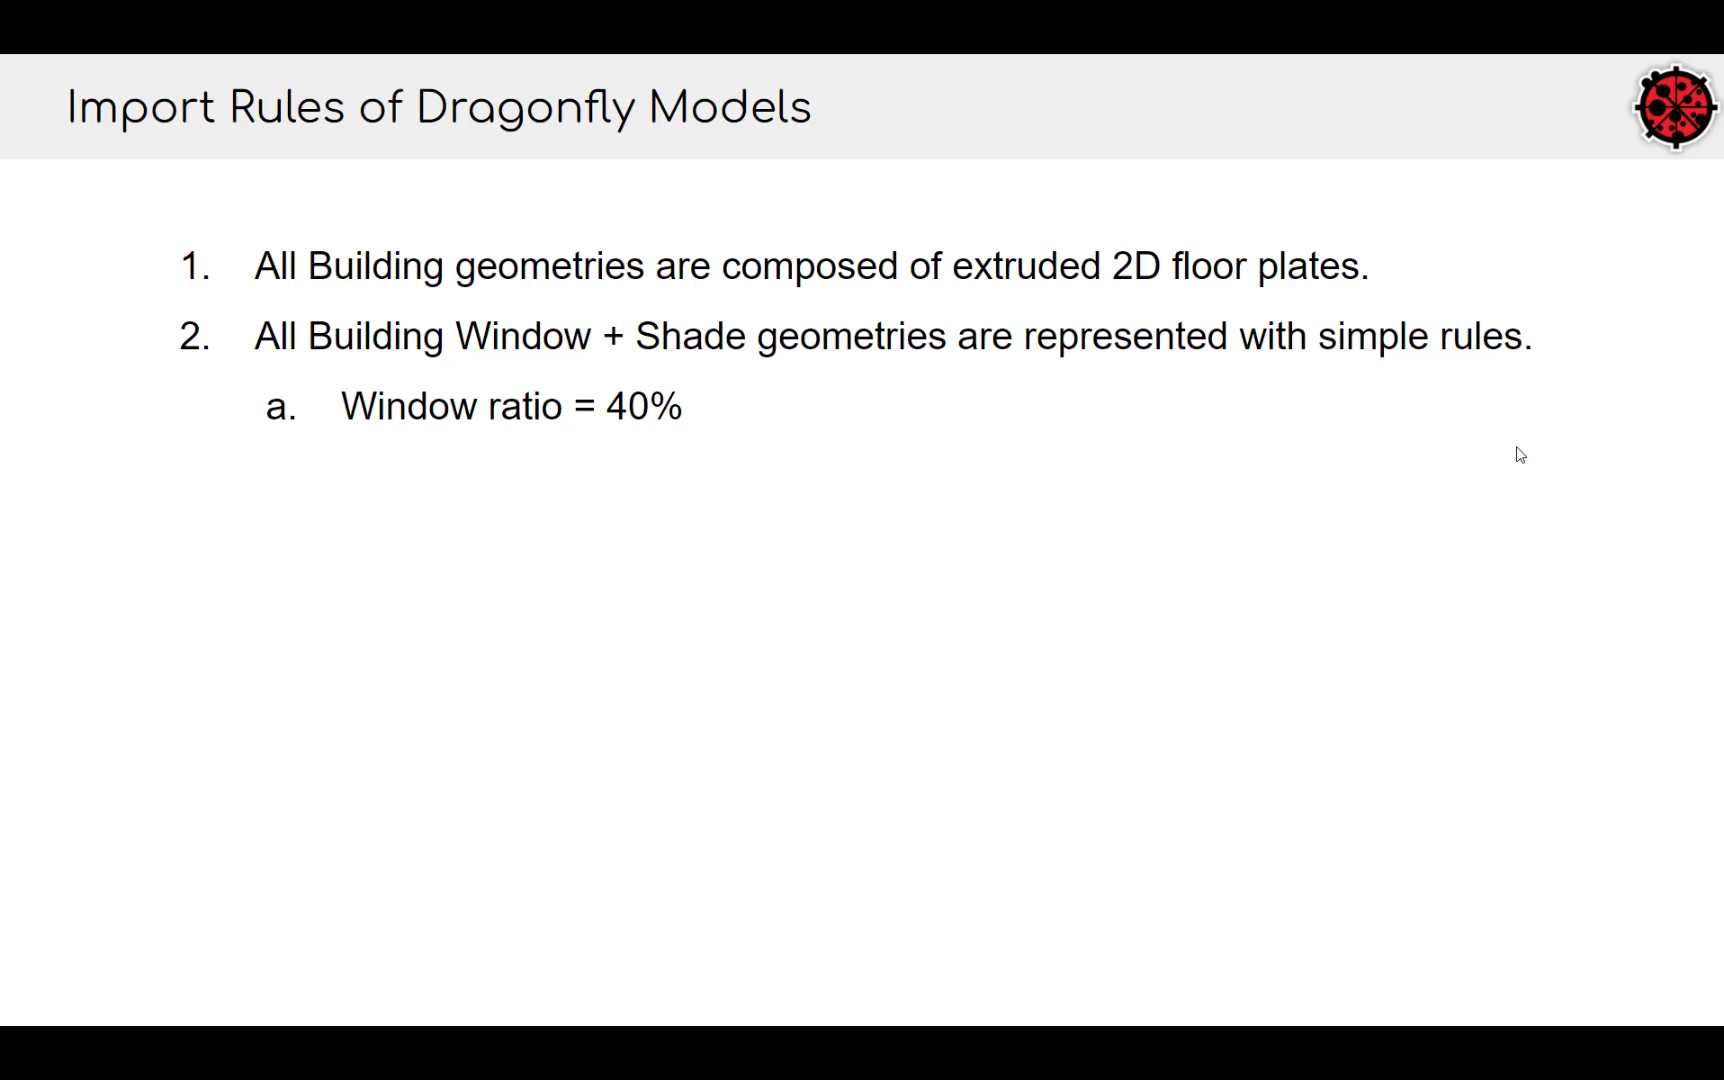 Import Rules of Dragonfly Models
1. All Building geometries are composed of extruded 2D floor plates.
2. All Building Window + Shade geometries are represented with simple rules.
a. Window ratio = 40%